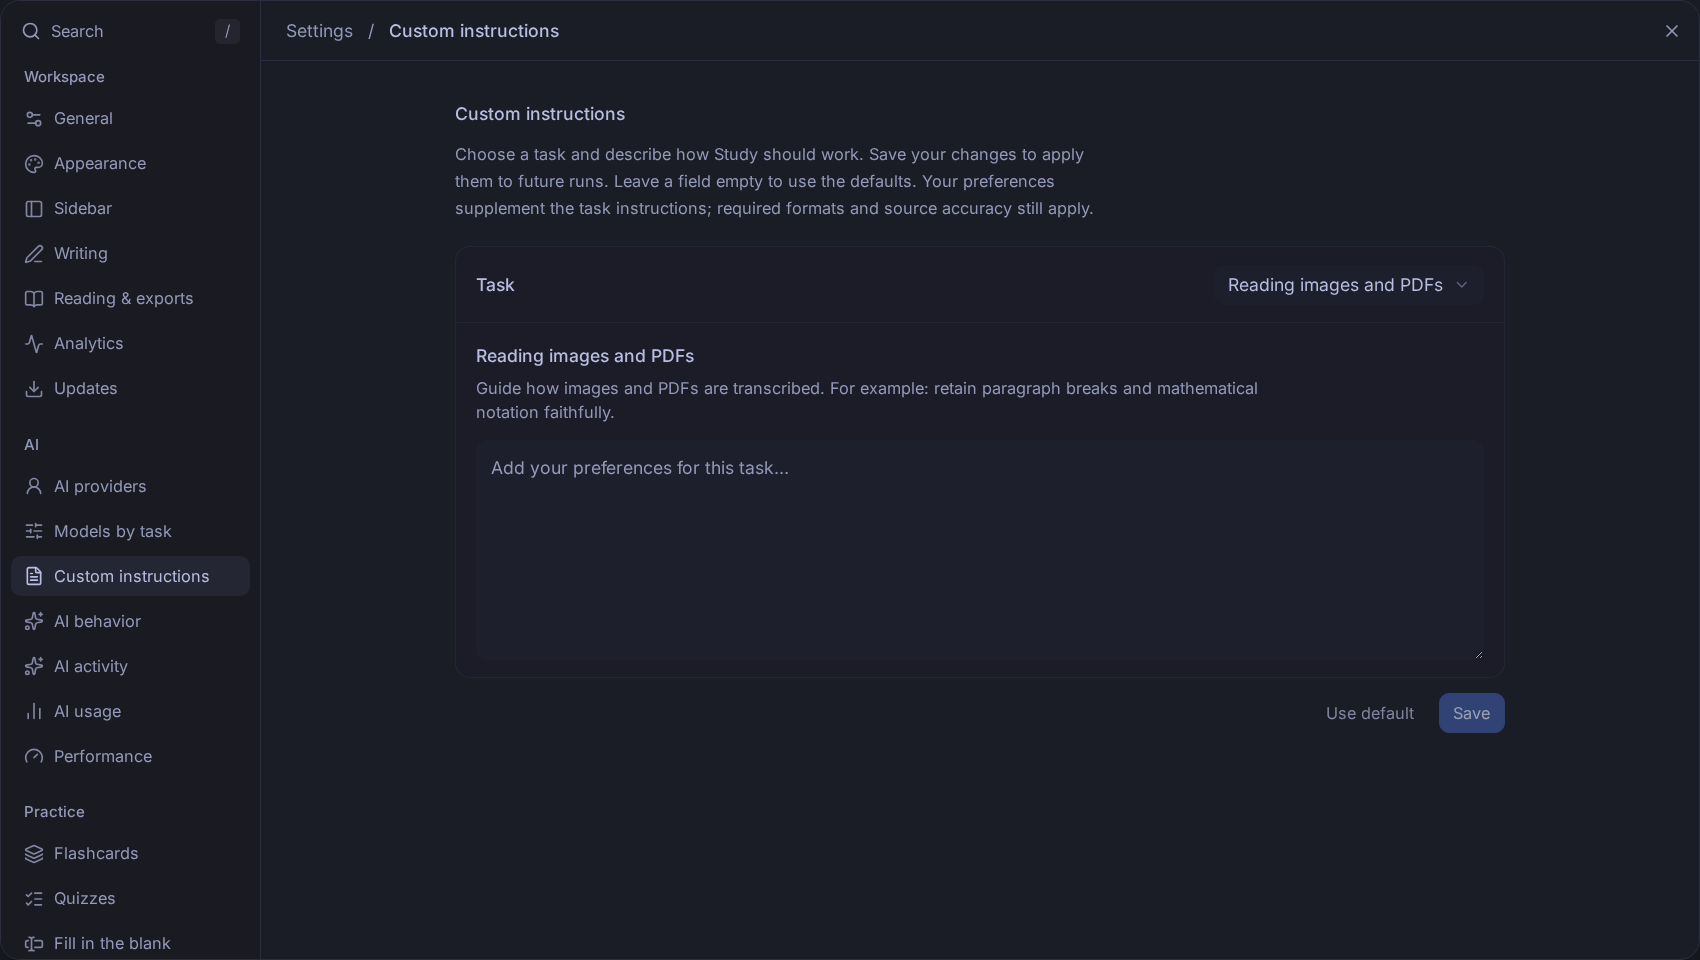 Search
/
Settings / Custom instructions
Workspace
General
Appearance
Sidebar
Writing
Reading & exports
Analytics
Updates
AI
AI providers
Models by task
Custom instructions
AI behavior
AI activity
AI usage
Performance
Practice
Flashcards
Quizzes
Fill in the blank
Custom instructions
Choose a task and describe how Study should work. Save your changes to apply
them to future runs. Leave a field empty to use the defaults. Your preferences
supplement the task instructions; required formats and source accuracy still apply.
Task
Reading images and PDFs
Reading images and PDFs
Guide how images and PDFs are transcribed. For example: retain paragraph breaks and mathematical
notation faithfully.
Add your preferences for this task...
Use default
Save